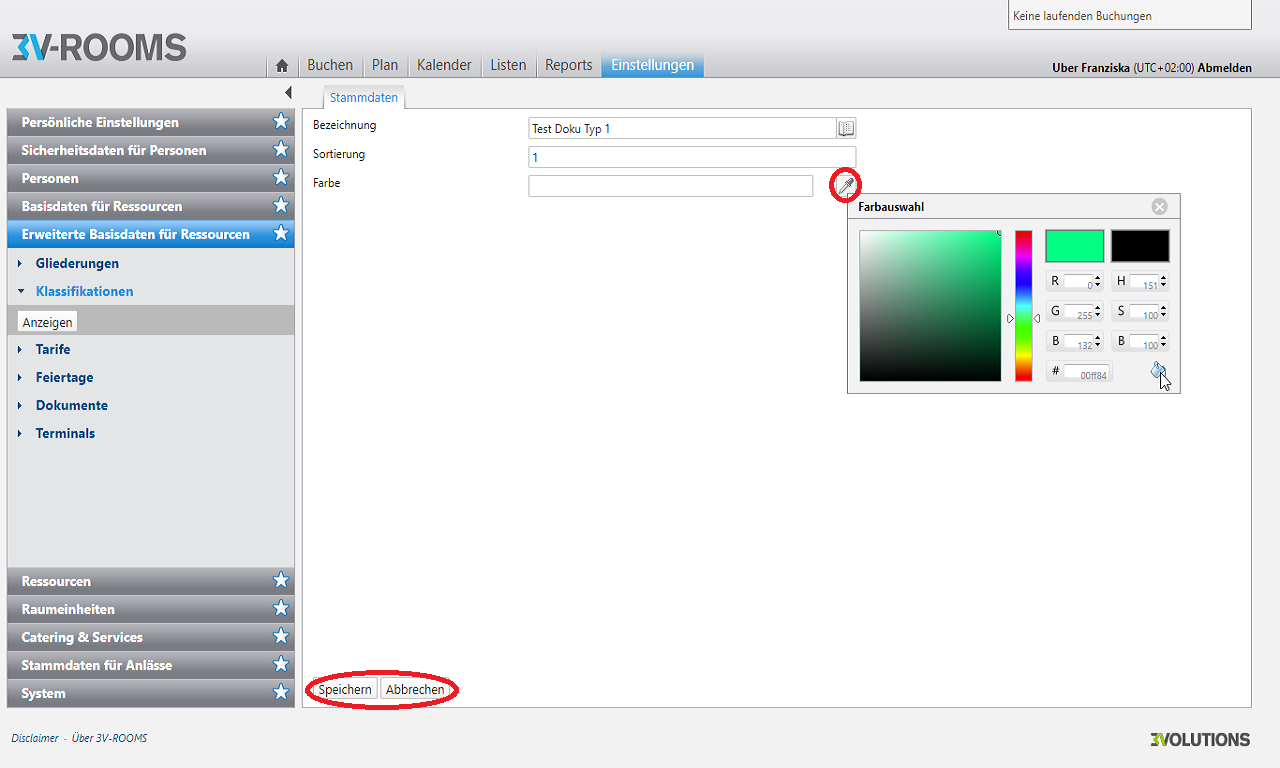 Keine laufenden Buchungen
3V-ROOMS
Buchen
Plan
Kalender
Listen
Reports
Einstellungen
Uber Franziska (UTC+02:00) Abmelden
Persönliche Einstellungen
Sicherheitsdaten für Personen
Personen
Basisdaten für Ressourcen
Erweiterte Basisdaten für Ressourcen
Gliederungen
Klassifikationen
Anzeigen
Tarife
Feiertage
Dokumente
Terminals
Ressourcen
Raumeinheiten
Catering & Services
Stammdaten für Anlässe
System
Stammdaten
Bezeichnung
Test Doku Typ 1
Sortierung
1
Farbe
Farbauswahl
R 0
H 151
G 255
S 100
B 132
B 100
# 00ff84
Speichern
Abbrechen
Disclaimer - Über 3V-ROOMS
3VOLUTIONS